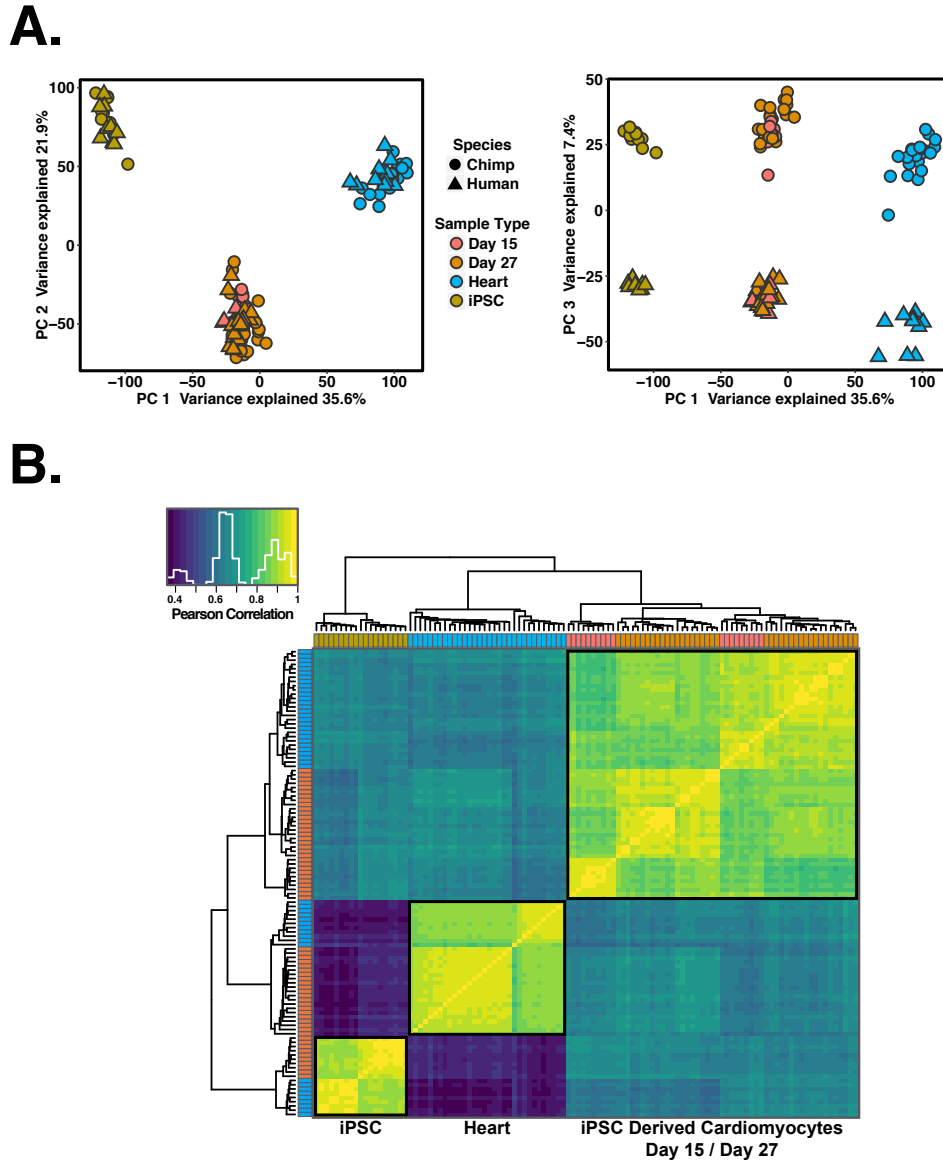 A.
100
50
0
−50
PC 2 Variance explained 21.9%
−100
−50
0
50
100
PC 1 Variance explained 35.6%
Species
Chimp
Human
Sample Type
Day 15
Day 27
Heart
iPSC
50
25
0
−25
−50
PC 3 Variance explained 7.4%
−100
−50
0
50
100
PC 1 Variance explained 35.6%
B.
0.4
0.6
0.8
1
Pearson Correlation
iPSC
Heart
iPSC Derived Cardiomyocytes
Day 15 / Day 27